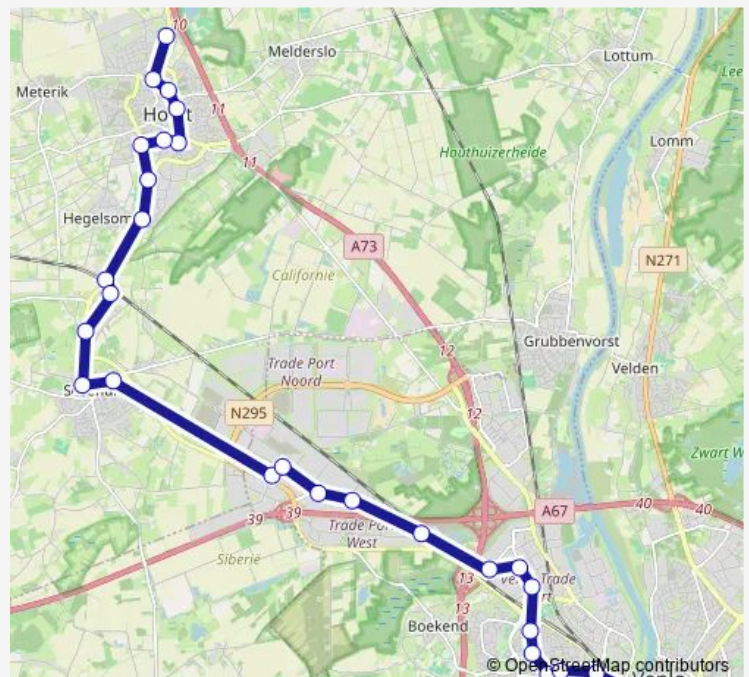 10
Melderslo
Lottum
Lee
Meterik
11
Lomm
Houthuizerheide
11
Hegelsom
A73
N271
Californie
12
Grubbenvorst
Trade Port
Noord
Velden
N295
12
Zwart W
A67
40
40
39
39
Trade Port
West
Siberië
13
Trade
13
Boekend
© OpenStreetMap contributors